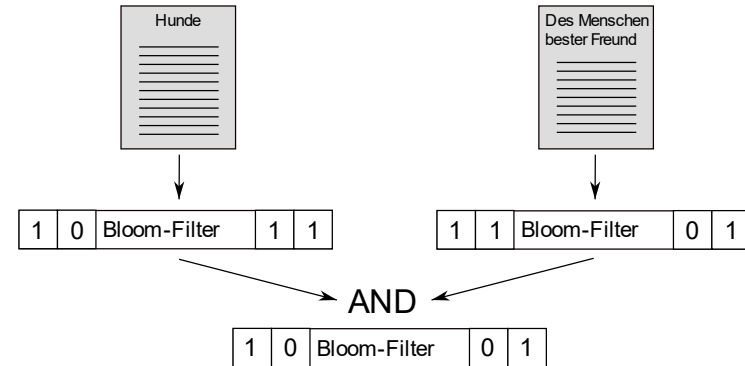 Hunde
Des Menschen
bester Freund
1 0 Bloom-Filter 1 1
1 1 Bloom-Filter 0 1
AND
1 0 Bloom-Filter 0 1